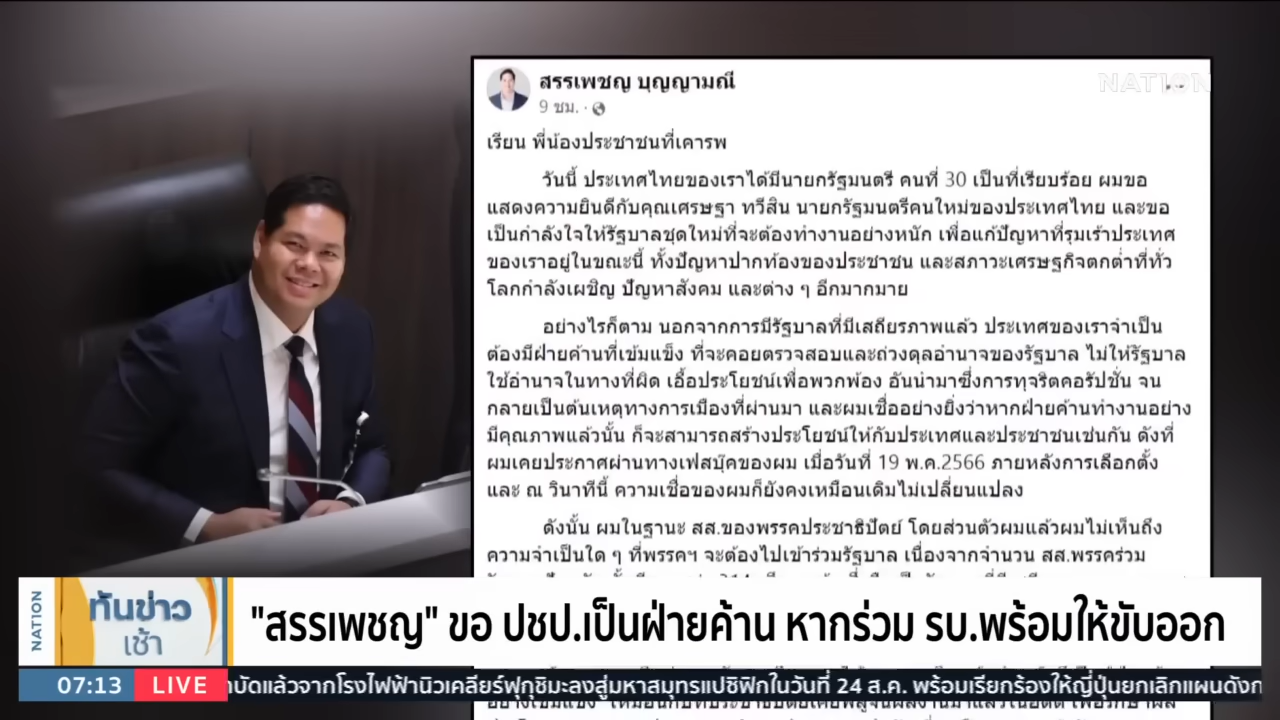 สรรเพชญ บุญญามณี
NATION
9 ชม.
เรียน พี่น้องประชาชนที่เคารพ
วันนี้ ประเทศไทยของเราได้มีนายกรัฐมนตรี คนที่ 30 เป็นที่เรียบร้อย ผมขอ
แสดงความยินดีกับคุณเศรษฐา ทวีสิน นายกรัฐมนตรีคนใหม่ของประเทศไทย และขอ
เป็นกำลังใจให้รัฐบาลชุดใหม่ที่จะต้องทำงานอย่างหนัก เพื่อแก้ปัญหาที่รุมเร้าประเทศ
ของเราอยู่ในขณะนี้ ทั้งปัญหาปากท้องของประชาชน และสภาวะเศรษฐกิจตกต่ำที่ทั่ว
โลกกำลังเผชิญ ปัญหาสังคม และต่าง ๆ อีกมากมาย
อย่างไรก็ตาม นอกจากการมีรัฐบาลที่มีเสถียรภาพแล้ว ประเทศของเราจำเป็น
ต้องมีฝ่ายค้านที่เข้มแข็ง ที่จะคอยตรวจสอบและถ่วงดุลอำนาจของรัฐบาล ไม่ให้รัฐบาล
ใช้อำนาจในทางที่ผิด เอื้อประโยชน์เพื่อพวกพ้อง อันนำมาซึ่งการทุจริตคอรัปชั่น จน
กลายเป็นต้นเหตุทางการเมืองที่ผ่านมา และผมเชื่ออย่างยิ่งว่าหากฝ่ายค้านทำงานอย่าง
มีคุณภาพแล้วนั้น ก็จะสามารถสร้างประโยชน์ให้กับประเทศและประชาชนเช่นกัน ดังที่
ผมเคยประกาศผ่านทางเฟสบุ๊คของผม เมื่อวันที่ 19 พ.ค.2566 ภายหลังการเลือกตั้ง
และ ณ วินาทีนี้ ความเชื่อของผมก็ยังคงเหมือนเดิมไม่เปลี่ยนแปลง
ดังนั้น ผมในฐานะ สส.ของพรรคประชาธิปัตย์ โดยส่วนตัวผมแล้วผมไม่เห็นถึง
ความจำเป็นใด ๆ ที่พรรคฯ จะต้องไปเข้าร่วมรัฐบาล เนื่องจากจำนวน สส.พรรคร่วม
NATION
ทันข่าว
เช้า
"สรรเพชญ" ขอ ปชป.เป็นฝ่ายค้าน หากร่วม รบ.พร้อมให้ขับออก
07:13 LIVE
บัดแล้วจากโรงไฟฟ้านิวเคลียร์ฟุกุชิมะลงสู่มหาสมุทรแปซิฟิกในวันที่ 24 ส.ค. พร้อมเรียกร้องให้ญี่ปุ่นยกเลิกแผนดัง